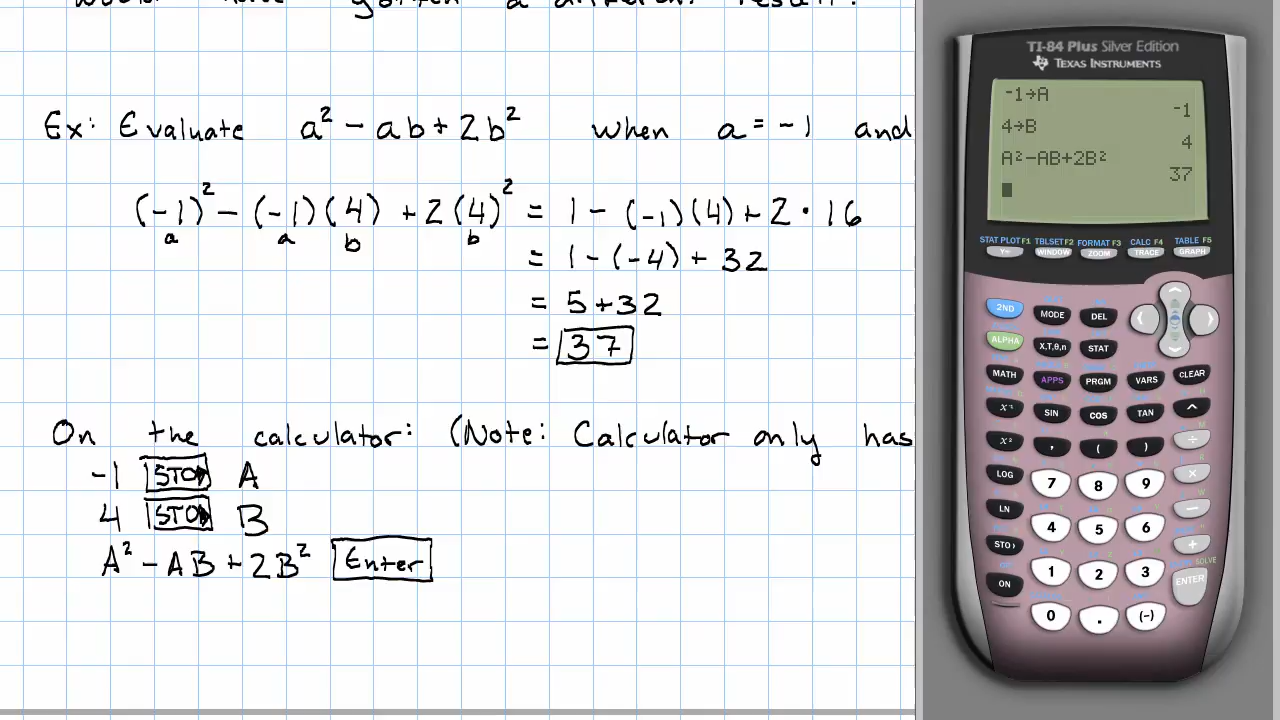 gotten a different result.
Ex: Evaluate a² - ab + 2b² when a = -1 and
(-1)² - (-1)(4) + 2(4)² = 1 - (-1)(4) + 2 · 16
a a b b
= 1 - (-4) + 32
= 5 + 32
= 37
On the calculator: (Note: Calculator only has
-1 STO▶ A
4 STO▶ B
A² - AB + 2B² Enter
TI-84 Plus Silver Edition
TEXAS INSTRUMENTS
-1→A
-1
4→B
4
A²-AB+2B²
37
STAT PLOT F1 TBLSET F2 FORMAT F3 CALC F4 TABLE F5
Y= WINDOW ZOOM TRACE GRAPH
2ND MODE DEL
ALPHA X,T,θ,n STAT
MATH APPS PRGM VARS CLEAR
x⁻¹ SIN COS TAN ^
x² , ( ) ÷
LOG 7 8 9 ×
LN 4 5 6 −
STO▶ 1 2 3 +
ON 0 . (-) ENTER
SOLVE